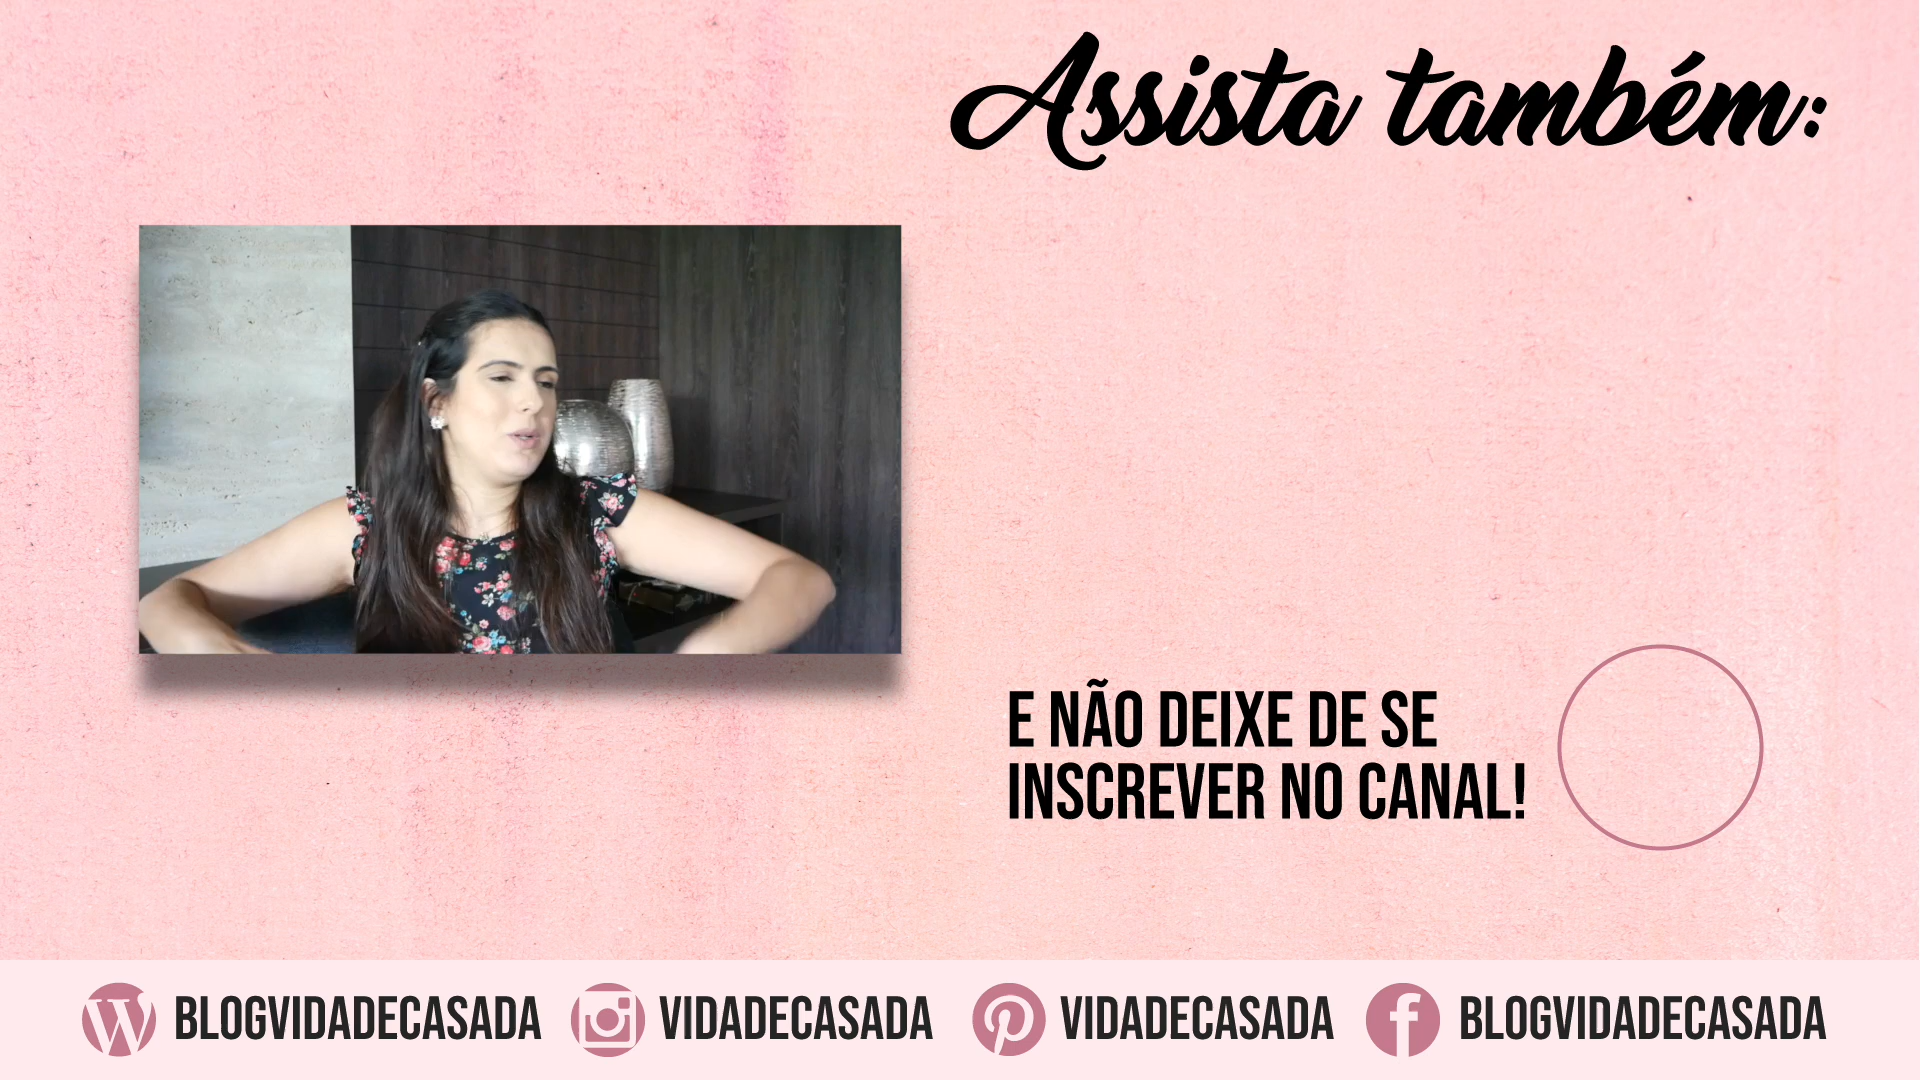 Assista também:
E NÃO DEIXE DE SE
INSCREVER NO CANAL!
BLOGVIDADECASADA VIDADECASADA VIDADECASADA BLOGVIDADECASADA